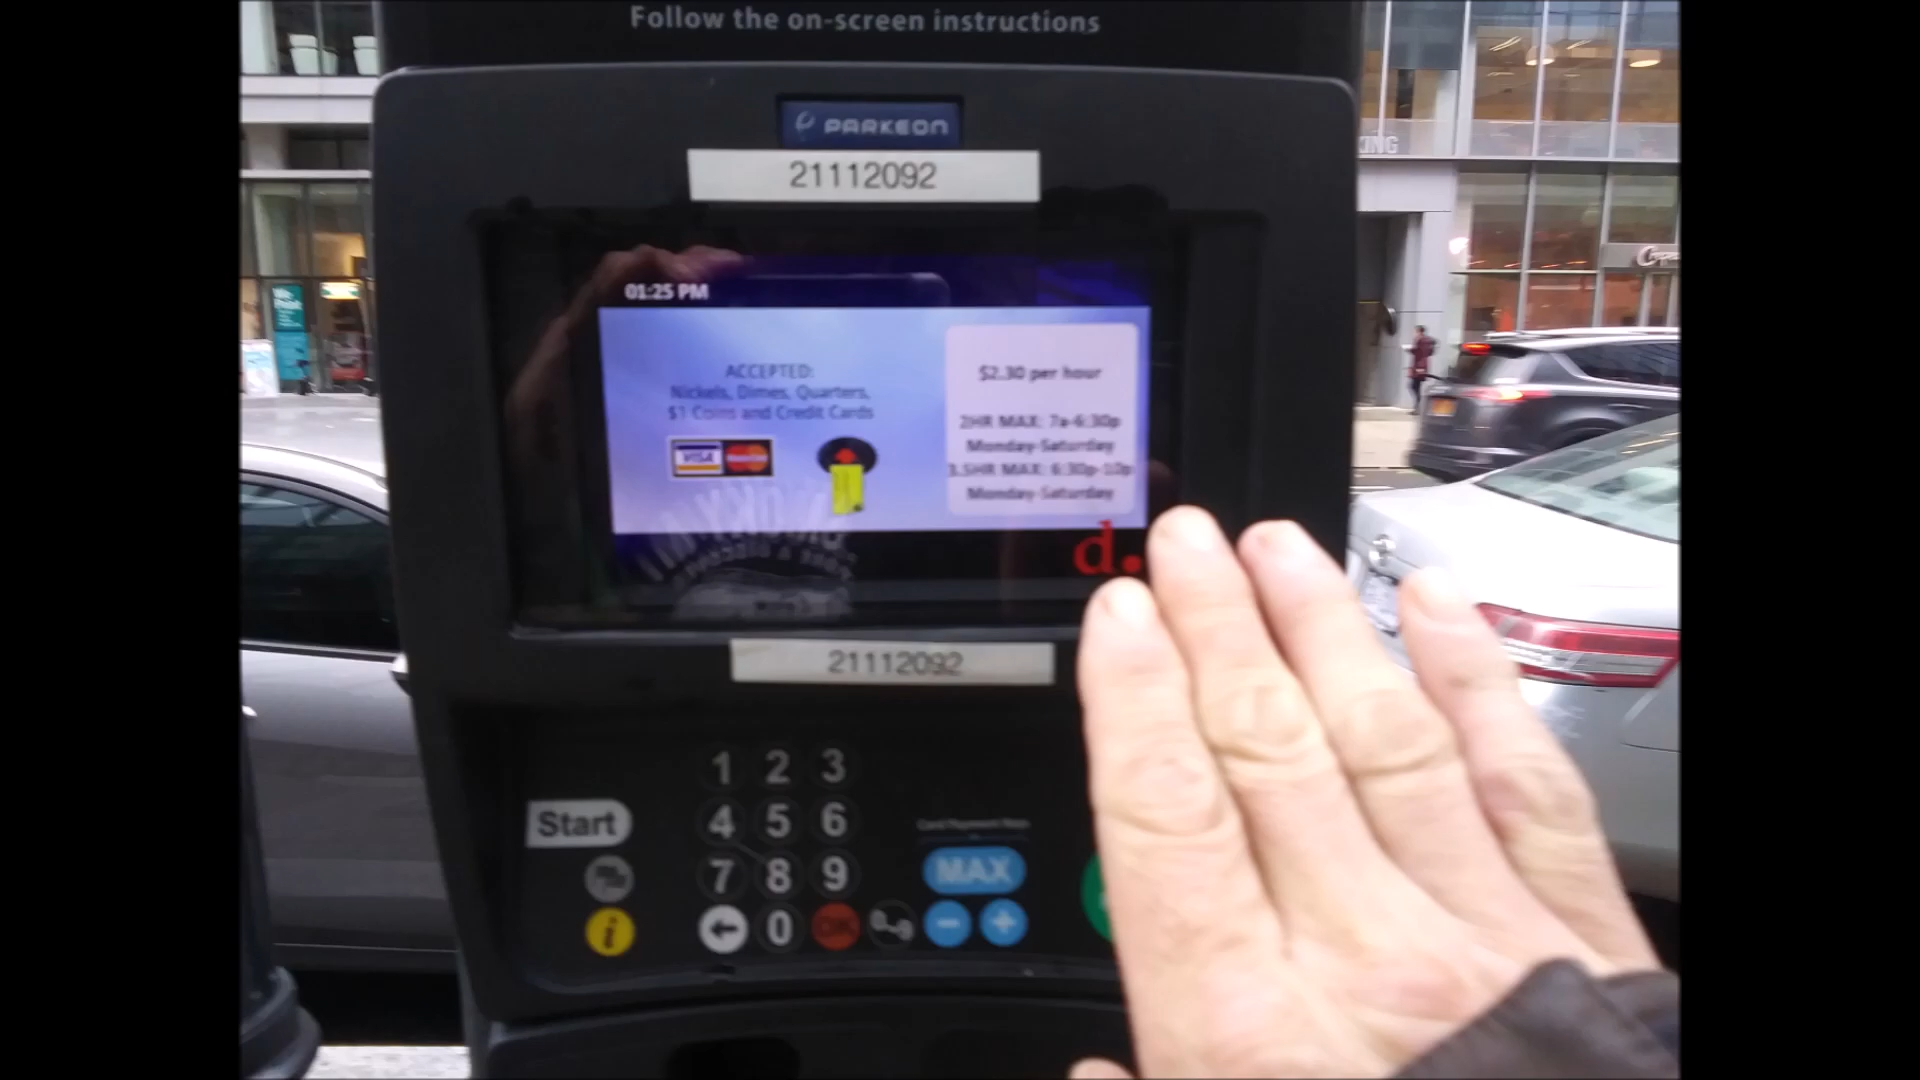 Follow the on-screen instructions
PARKEON
21112092
01:25 PM
ACCEPTED:
Nickels, Dimes, Quarters,
$1 Coins and Credit Cards
VISA
MasterCard
$2.30 per hour
2HR MAX: 7a-6:30p
Monday-Saturday
3.5HR MAX: 6:30p-10p
Monday-Saturday
d.
21112092
1 2 3
Start
4 5 6
7 8 9
MAX
i
0
OK
- +
KING